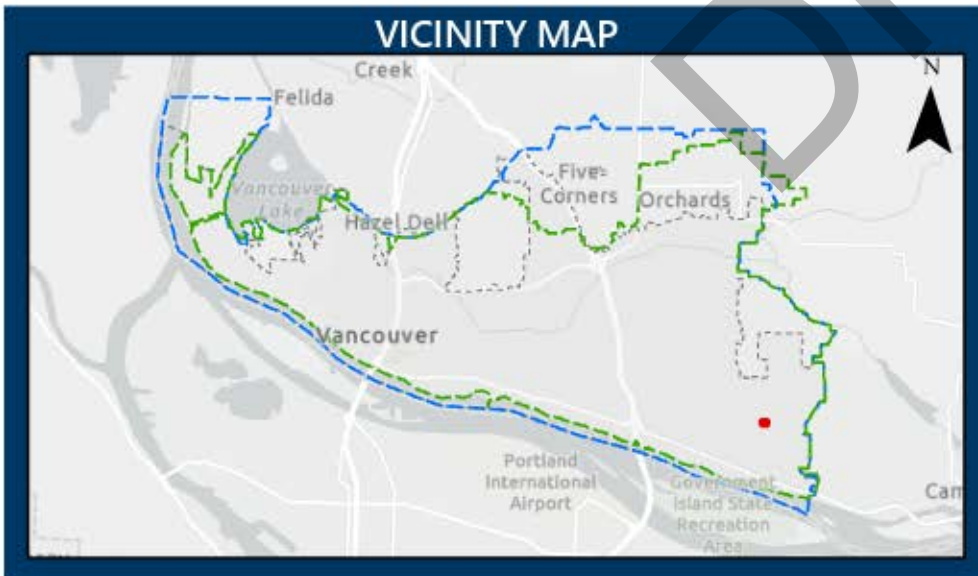 VICINITY MAP
Creek
N
Felida
Five
Corners
Vancouver
Lake
Orchards
Hazel Dell
Vancouver
Portland
International
Airport
Government
Island State
Recreation
Area
Cam